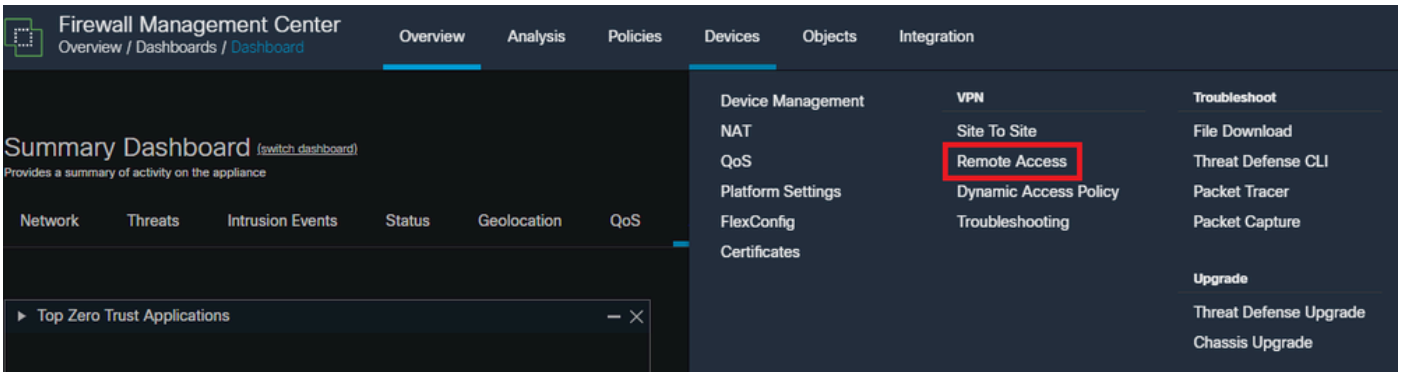 Firewall Management Center
Overview / Dashboards / Dashboard
Overview
Analysis
Policies
Devices
Objects
Integration
Summary Dashboard (switch dashboard)
Provides a summary of activity on the appliance
Network
Threats
Intrusion Events
Status
Geolocation
QoS
Top Zero Trust Applications
Device Management
NAT
QoS
Platform Settings
FlexConfig
Certificates
VPN
Site To Site
Remote Access
Dynamic Access Policy
Troubleshooting
Troubleshoot
File Download
Threat Defense CLI
Packet Tracer
Packet Capture
Upgrade
Threat Defense Upgrade
Chassis Upgrade